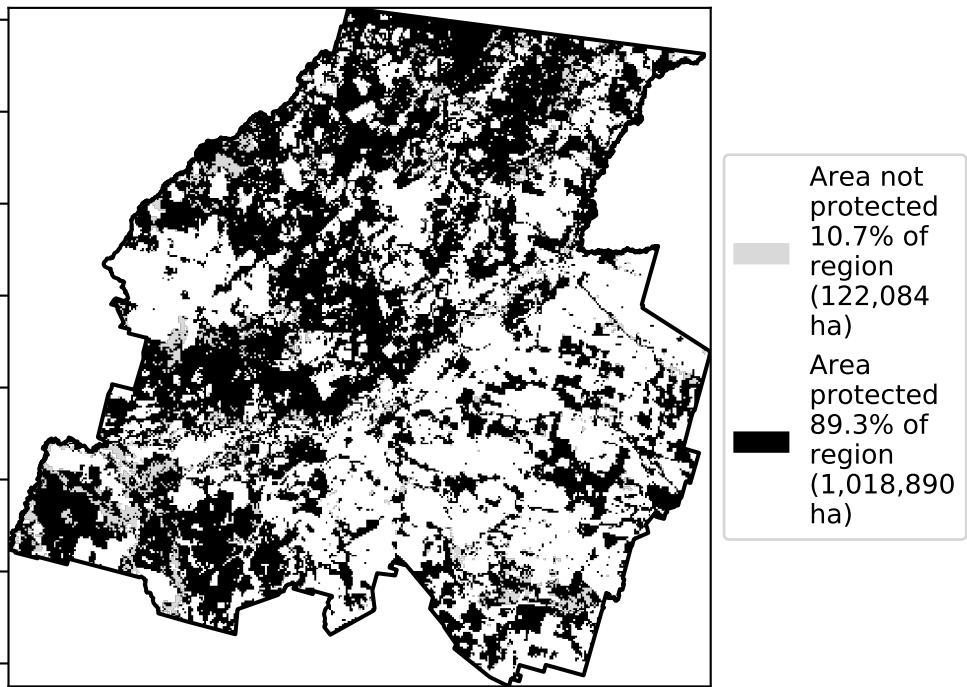 Area not
protected
10.7% of
region
(122,084
ha)
Area
protected
89.3% of
region
(1,018,890
ha)